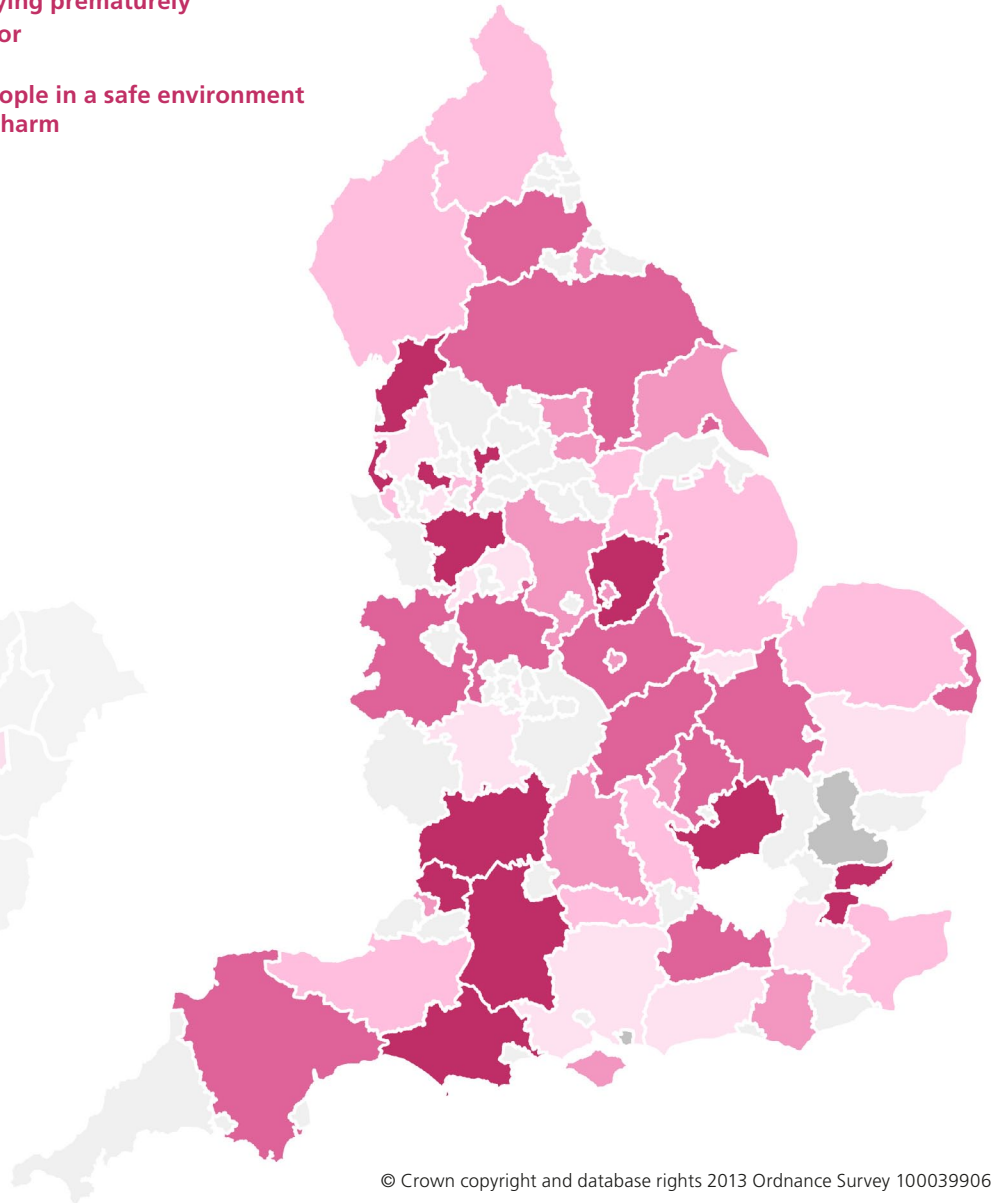 ying prematurely
or
ople in a safe environment
harm
© Crown copyright and database rights 2013 Ordnance Survey 100039906